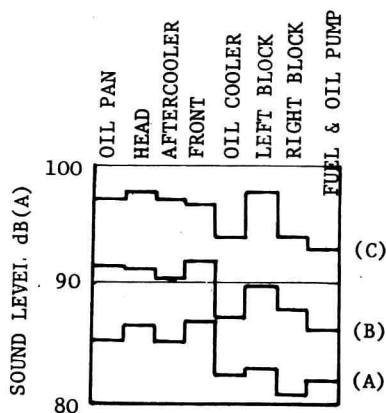 OIL PAN
HEAD
AFTERCOOLER
FRONT
OIL COOLER
LEFT BLOCK
RIGHT BLOCK
FUEL & OIL PUMP
SOUND LEVEL. dB(A)
100
90
80
(C)
(B)
(A)